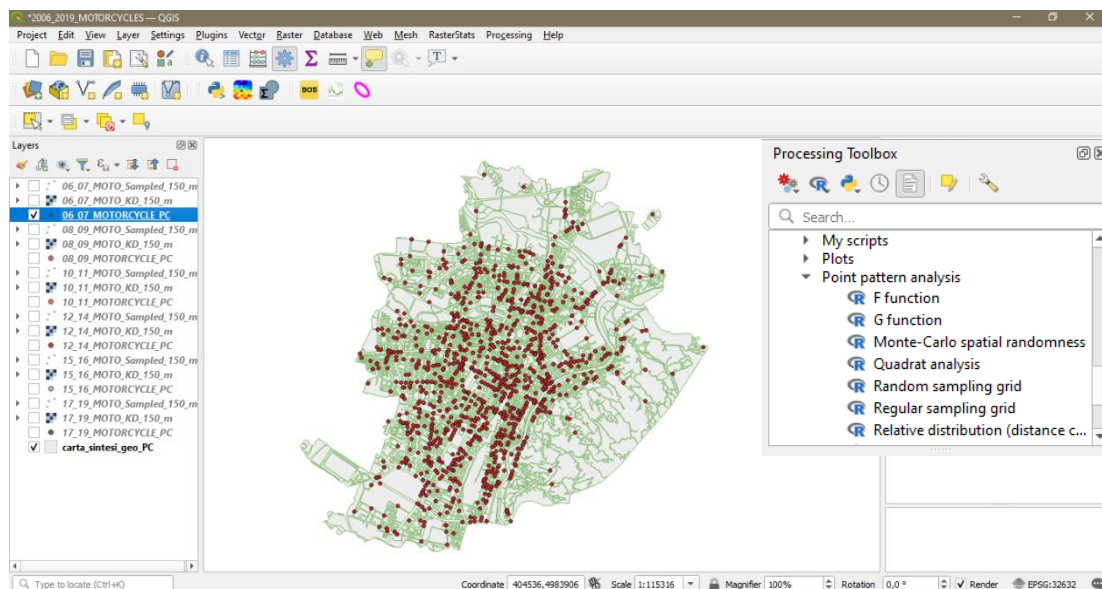 *2006_2019_MOTORCYCLES — QGIS
Project Edit View Layer Settings Plugins Vector Raster Database Web Mesh RasterStats Processing Help
BOS
Layers
06_07_MOTO_Sampled_150_m
06_07_MOTO_KD_150_m
06_07_MOTORCYCLE_PC
08_09_MOTO_Sampled_150_m
08_09_MOTO_KD_150_m
08_09_MOTORCYCLE_PC
10_11_MOTO_Sampled_150_m
10_11_MOTO_KD_150_m
10_11_MOTORCYCLE_PC
12_14_MOTO_Sampled_150_m
12_14_MOTO_KD_150_m
12_14_MOTORCYCLE_PC
15_16_MOTO_Sampled_150_m
15_16_MOTO_KD_150_m
15_16_MOTORCYCLE_PC
17_19_MOTO_Sampled_150_m
17_19_MOTO_KD_150_m
17_19_MOTORCYCLE_PC
carta_sintesi_geo_PC
Processing Toolbox
Search...
My scripts
Plots
Point pattern analysis
F function
G function
Monte-Carlo spatial randomness
Quadrat analysis
Random sampling grid
Regular sampling grid
Relative distribution (distance c...
Type to locate (Ctrl+K)
Coordinate 404536,4983906 Scale 1:115316 Magnifier 100% Rotation 0,0 ° Render EPSG:32632